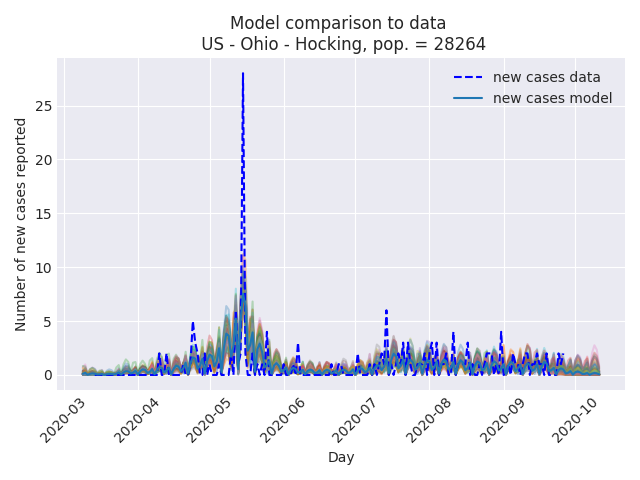 Model comparison to data
US - Ohio - Hocking, pop. = 28264
new cases data
new cases model
Number of new cases reported
25
20
15
10
5
0
2020-03
2020-04
2020-05
2020-06
2020-07
2020-08
2020-09
2020-10
Day